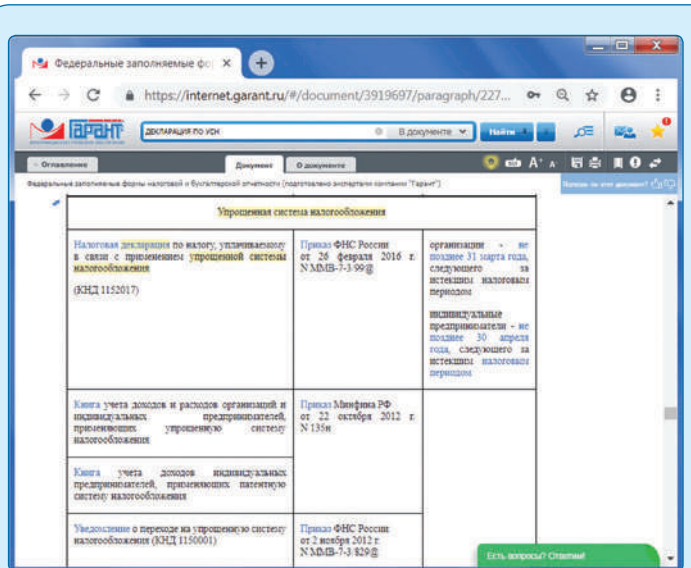 Федеральные заполняемые фо
https://internet.garant.ru/#/document/3919697/paragraph/227...
ГАРАНТ
ДЕКЛАРАЦИЯ ПО УСН
В документе
Найти
Оглавление
Документ
О документе
Федеральные заполняемые формы налоговой и бухгалтерской отчетности (подготовлено экспертами компании "Гарант")
Упрощенная система налогообложения
Налоговая декларация по налогу, уплачиваемому
в связи с применением упрощенной системы
налогообложения
(КНД 1152017)
Приказ ФНС России
от 26 февраля 2016 г.
N ММВ-7-3/99@
организации - не
позднее 31 марта года,
следующего за
истекшим налоговым
периодом
индивидуальные
предприниматели - не
позднее 30 апреля
года, следующего за
истекшим налоговым
периодом
Книга учета доходов и расходов организаций и
индивидуальных предпринимателей,
применяющих упрощенную систему
налогообложения
Приказ Минфина РФ
от 22 октября 2012 г.
N 135н
Книга учета доходов индивидуальных
предпринимателей, применяющих патентную
систему налогообложения
Уведомление о переходе на упрощенную систему
налогообложения (КНД 1150001)
Приказ ФНС России
от 2 ноября 2012 г.
N ММВ-7-3/829@
Есть вопросы? Ответим!